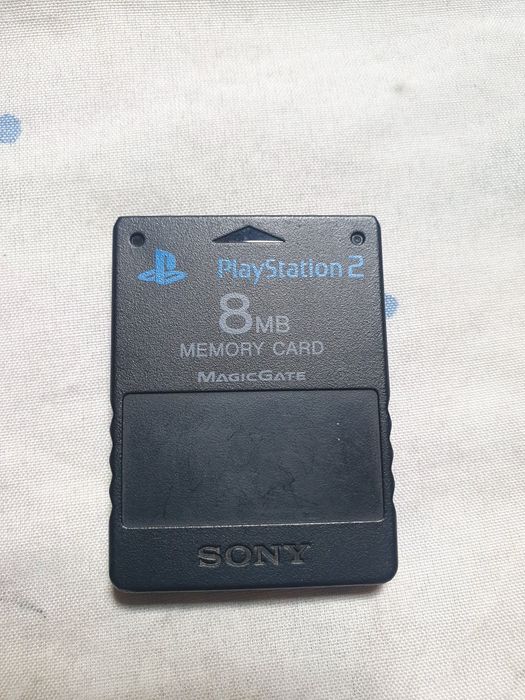 PlayStation 2
8MB
MEMORY CARD
MAGICGATE
SONY